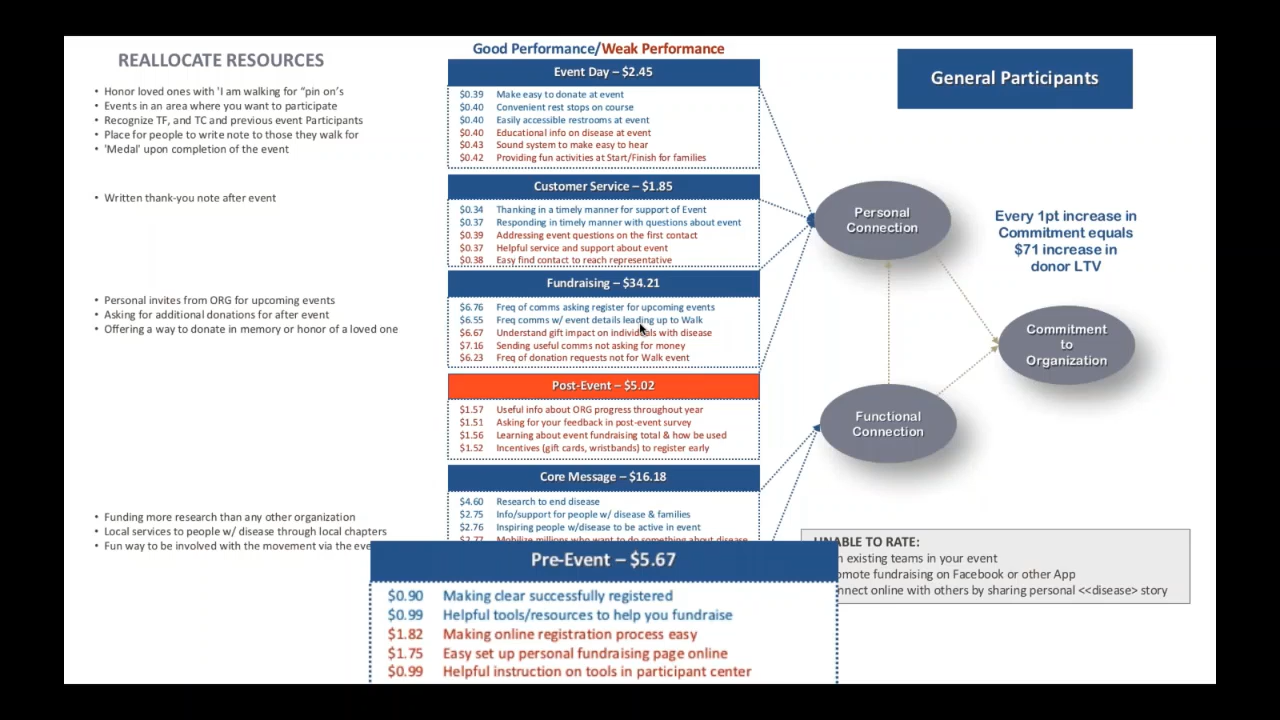 REALLOCATE RESOURCES
• Honor loved ones with 'I am walking for "pin on's
• Events in an area where you want to participate
• Recognize TF, and TC and previous event Participants
• Place for people to write note to those they walk for
• 'Medal' upon completion of the event
• Written thank-you note after event
• Personal invites from ORG for upcoming events
• Asking for additional donations for after event
• Offering a way to donate in memory or honor of a loved one
• Funding more research than any other organization
• Local services to people w/ disease through local chapters
• Fun way to be involved with the movement via the
Good Performance/Weak Performance
Event Day – $2.45
$0.39 Make easy to donate at event
$0.40 Convenient rest stops on course
$0.40 Easily accessible restrooms at event
$0.40 Educational info on disease at event
$0.43 Sound system to make easy to hear
$0.42 Providing fun activities at Start/Finish for families
Customer Service – $1.85
$0.34 Thanking in a timely manner for support of Event
$0.37 Responding in timely manner with questions about event
$0.39 Addressing event questions on the first contact
$0.37 Helpful service and support about event
$0.38 Easy find contact to reach representative
Fundraising – $34.21
$6.76 Freq of comms asking register for upcoming events
$6.55 Freq comms w/ event details leading up to Walk
$6.67 Understand gift impact on individuals with disease
$7.16 Sending useful comms not asking for money
$6.23 Freq of donation requests not for Walk event
Post-Event – $5.02
$1.57 Useful info about ORG progress throughout year
$1.51 Asking for your feedback in post-event survey
$1.56 Learning about event fundraising total & how be used
$1.52 Incentives (gift cards, wristbands) to register early
Core Message – $16.18
$4.60 Research to end disease
$2.75 Info/support for people w/ disease & families
$2.76 Inspiring people w/disease to be active in event
$2.77 Mobilize millions who want to do something about disease
Pre-Event – $5.67
$0.90 Making clear successfully registered
$0.99 Helpful tools/resources to help you fundraise
$1.82 Making online registration process easy
$1.75 Easy set up personal fundraising page online
$0.99 Helpful instruction on tools in participant center
General Participants
Personal
Connection
Every 1pt increase in
Commitment equals
$71 increase in
donor LTV
Commitment
to
Organization
Functional
Connection
UNABLE TO RATE:
existing teams in your event
fundraising on Facebook or other App
online with others by sharing personal <<disease> story